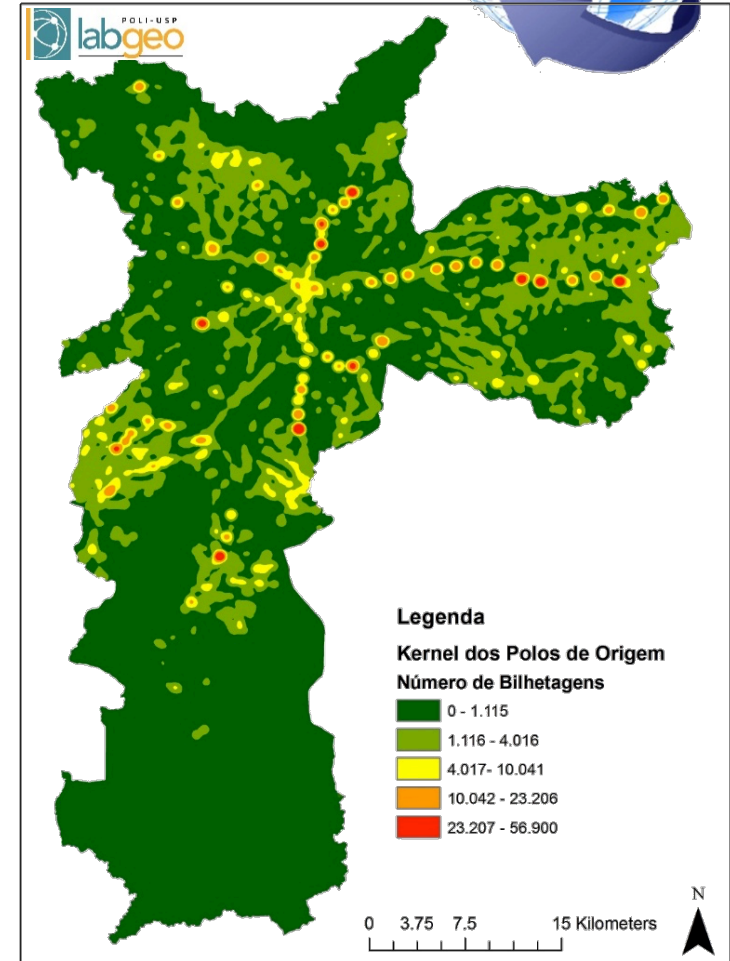 POLI-USP
labgeo
Legenda
Kernel dos Polos de Origem
Número de Bilhetagens
0 - 1.115
1.116 - 4.016
4.017- 10.041
10.042 - 23.206
23.207 - 56.900
N
0 3.75 7.5 15 Kilometers